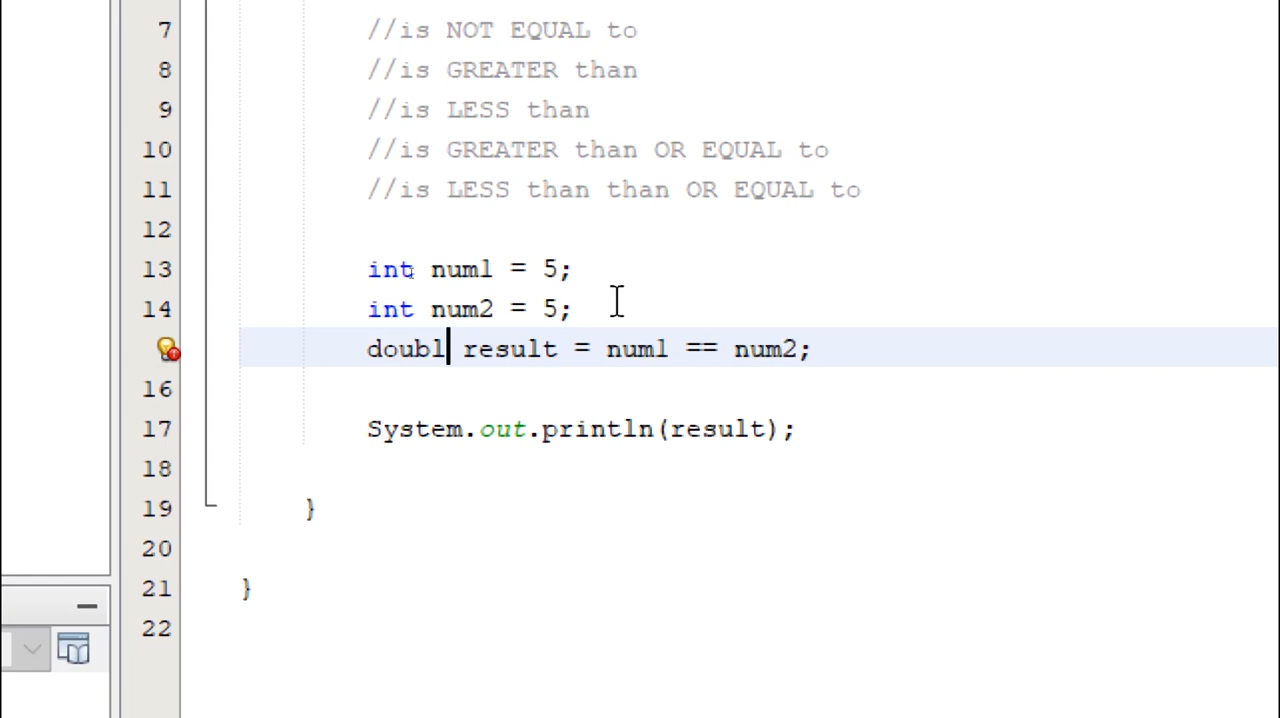 7 //is NOT EQUAL to
8 //is GREATER than
9 //is LESS than
10 //is GREATER than OR EQUAL to
11 //is LESS than than OR EQUAL to
12
13 int num1 = 5;
14 int num2 = 5;
doubl result = num1 == num2;
16
17 System.out.println(result);
18
19 }
20
21 }
22